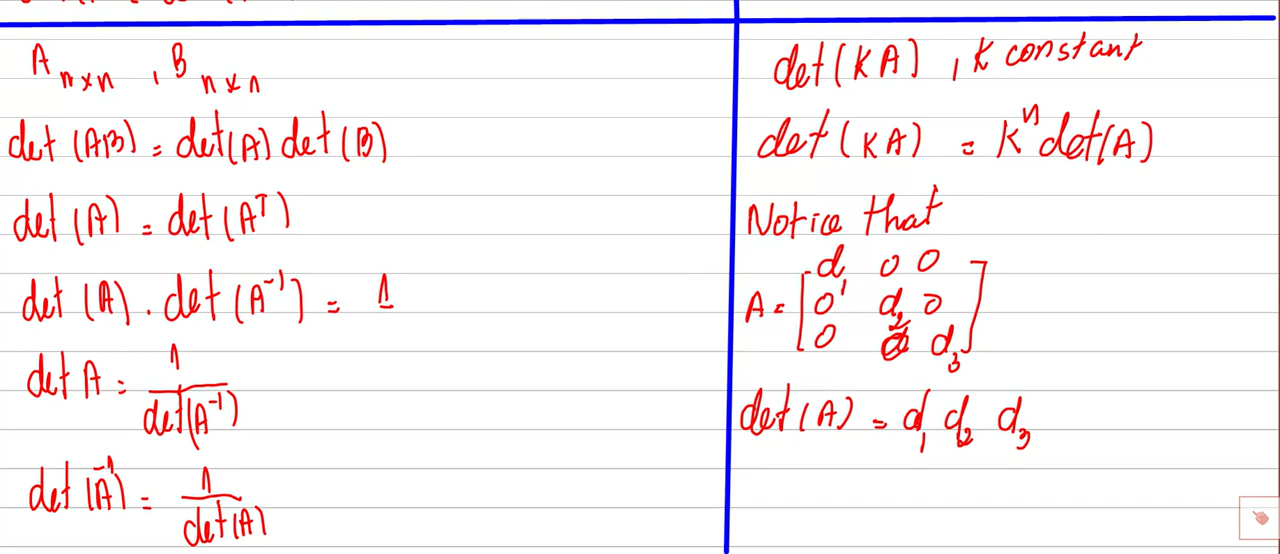 A n×n , B n×n
det (AB) = det(A) det (B)
det (A) = det (Aᵀ)
det (A) . det (A⁻¹) = 1
det A = 1 / det(A⁻¹)
det (A⁻¹) = 1 / det(A)
det (KA) , K constant
det (KA) = Kⁿ det(A)
Notice that
d₁ 0 0
A = [0 d₂ 0]
0 0 d₃
det (A) = d₁ d₂ d₃